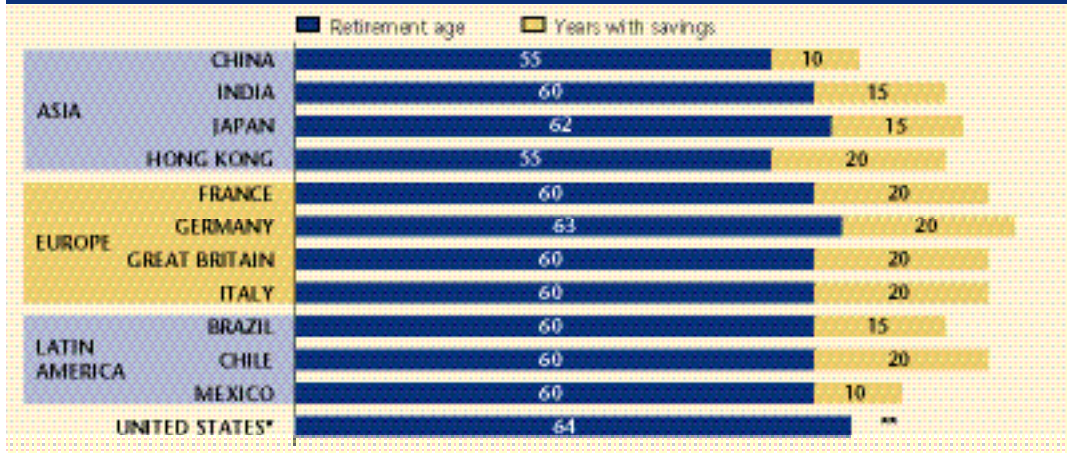 Retirement age Years with savings
CHINA 55 10
INDIA 60 15
ASIA
JAPAN 62 15
HONG KONG 55 20
FRANCE 60 20
GERMANY 63 20
EUROPE
GREAT BRITAIN 60 20
ITALY 60 20
BRAZIL 60 15
LATIN
AMERICA
CHILE 60 20
MEXICO 60 10
UNITED STATES* 64 **